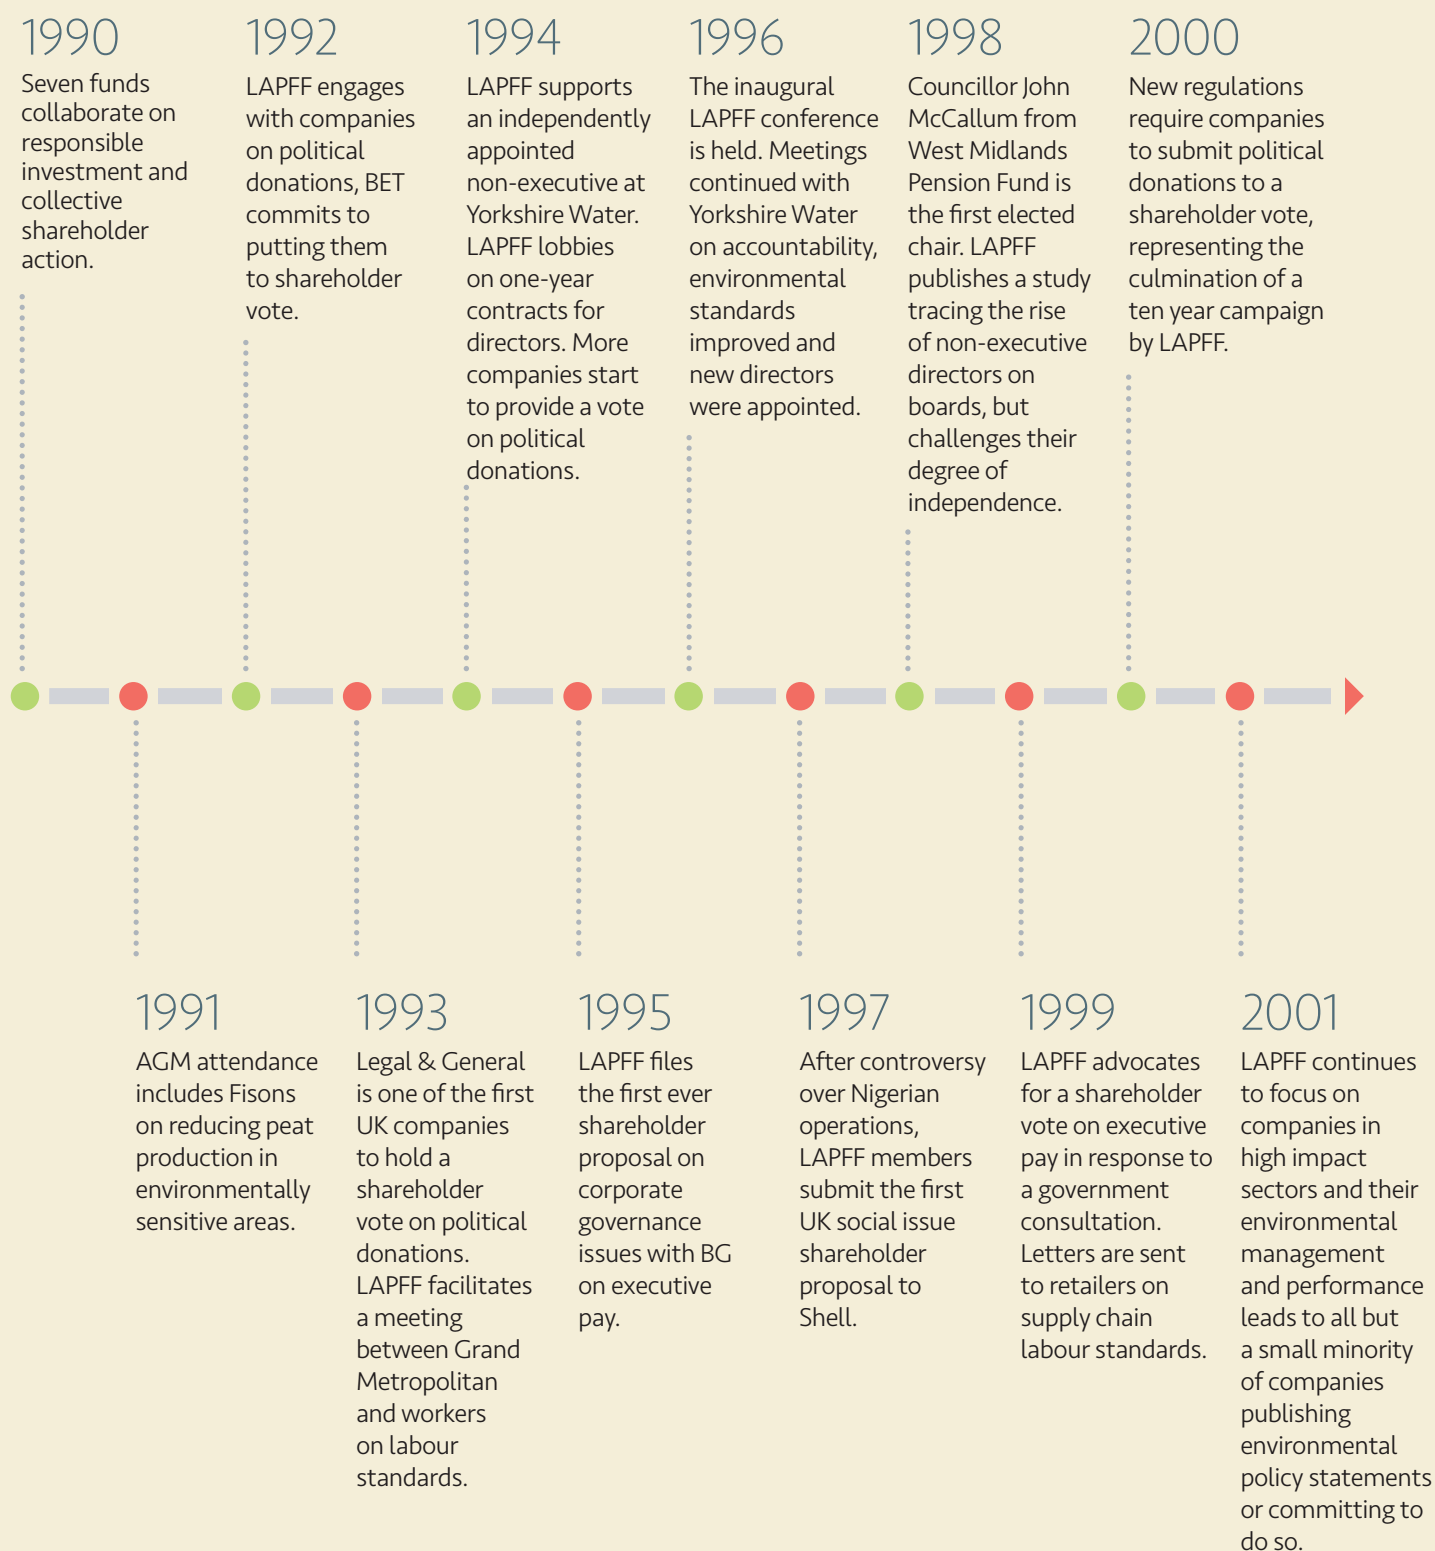 1990
Seven funds
collaborate on
responsible
investment and
collective
shareholder
action.
1992
LAPFF engages
with companies
on political
donations, BET
commits to
putting them
to shareholder
vote.
1994
LAPFF supports
an independently
appointed
non-executive at
Yorkshire Water.
LAPFF lobbies
on one-year
contracts for
directors. More
companies start
to provide a vote
on political
donations.
1996
The inaugural
LAPFF conference
is held. Meetings
continued with
Yorkshire Water
on accountability,
environmental
standards
improved and
new directors
were appointed.
1998
Councillor John
McCallum from
West Midlands
Pension Fund is
the first elected
chair. LAPFF
publishes a study
tracing the rise
of non-executive
directors on
boards, but
challenges their
degree of
independence.
2000
New regulations
require companies
to submit political
donations to a
shareholder vote,
representing the
culmination of a
ten year campaign
by LAPFF.
1991
AGM attendance
includes Fisons
on reducing peat
production in
environmentally
sensitive areas.
1993
Legal & General
is one of the first
UK companies
to hold a
shareholder
vote on political
donations.
LAPFF facilitates
a meeting
between Grand
Metropolitan
and workers
on labour
standards.
1995
LAPFF files
the first ever
shareholder
proposal on
corporate
governance
issues with BG
on executive
pay.
1997
After controversy
over Nigerian
operations,
LAPFF members
submit the first
UK social issue
shareholder
proposal to
Shell.
1999
LAPFF advocates
for a shareholder
vote on executive
pay in response to
a government
consultation.
Letters are sent
to retailers on
supply chain
labour standards.
2001
LAPFF continues
to focus on
companies in
high impact
sectors and their
environmental
management
and performance
leads to all but
a small minority
of companies
publishing
environmental
policy statements
or committing to
do so.